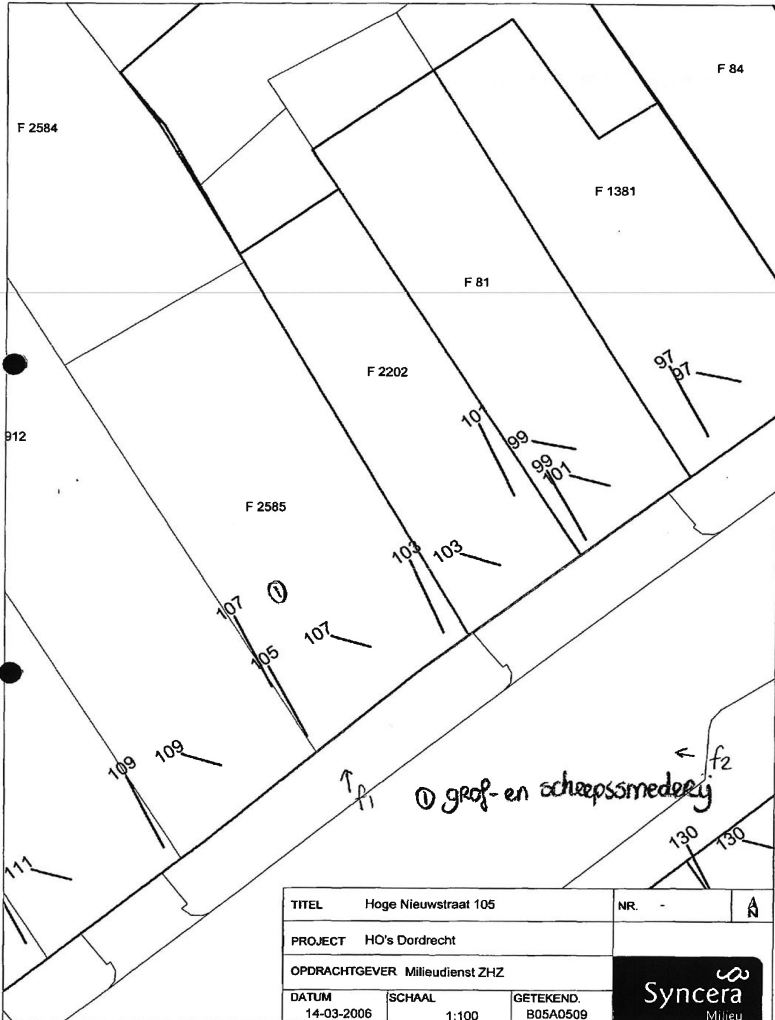 F 84
F 2584
F 1381
F 81
97
97
F 2202
101
99
912
99
101
F 2585
103
103
①
107
107
105
109
109
f1
f2
① grof- en scheepssmederij
130
130
111
TITEL Hoge Nieuwstraat 105
NR. -
N
PROJECT HO's Dordrecht
OPDRACHTGEVER Milieudienst ZHZ
DATUM SCHAAL GETEKEND.
14-03-2006 1:100 B05A0509
Syncera
Milieu